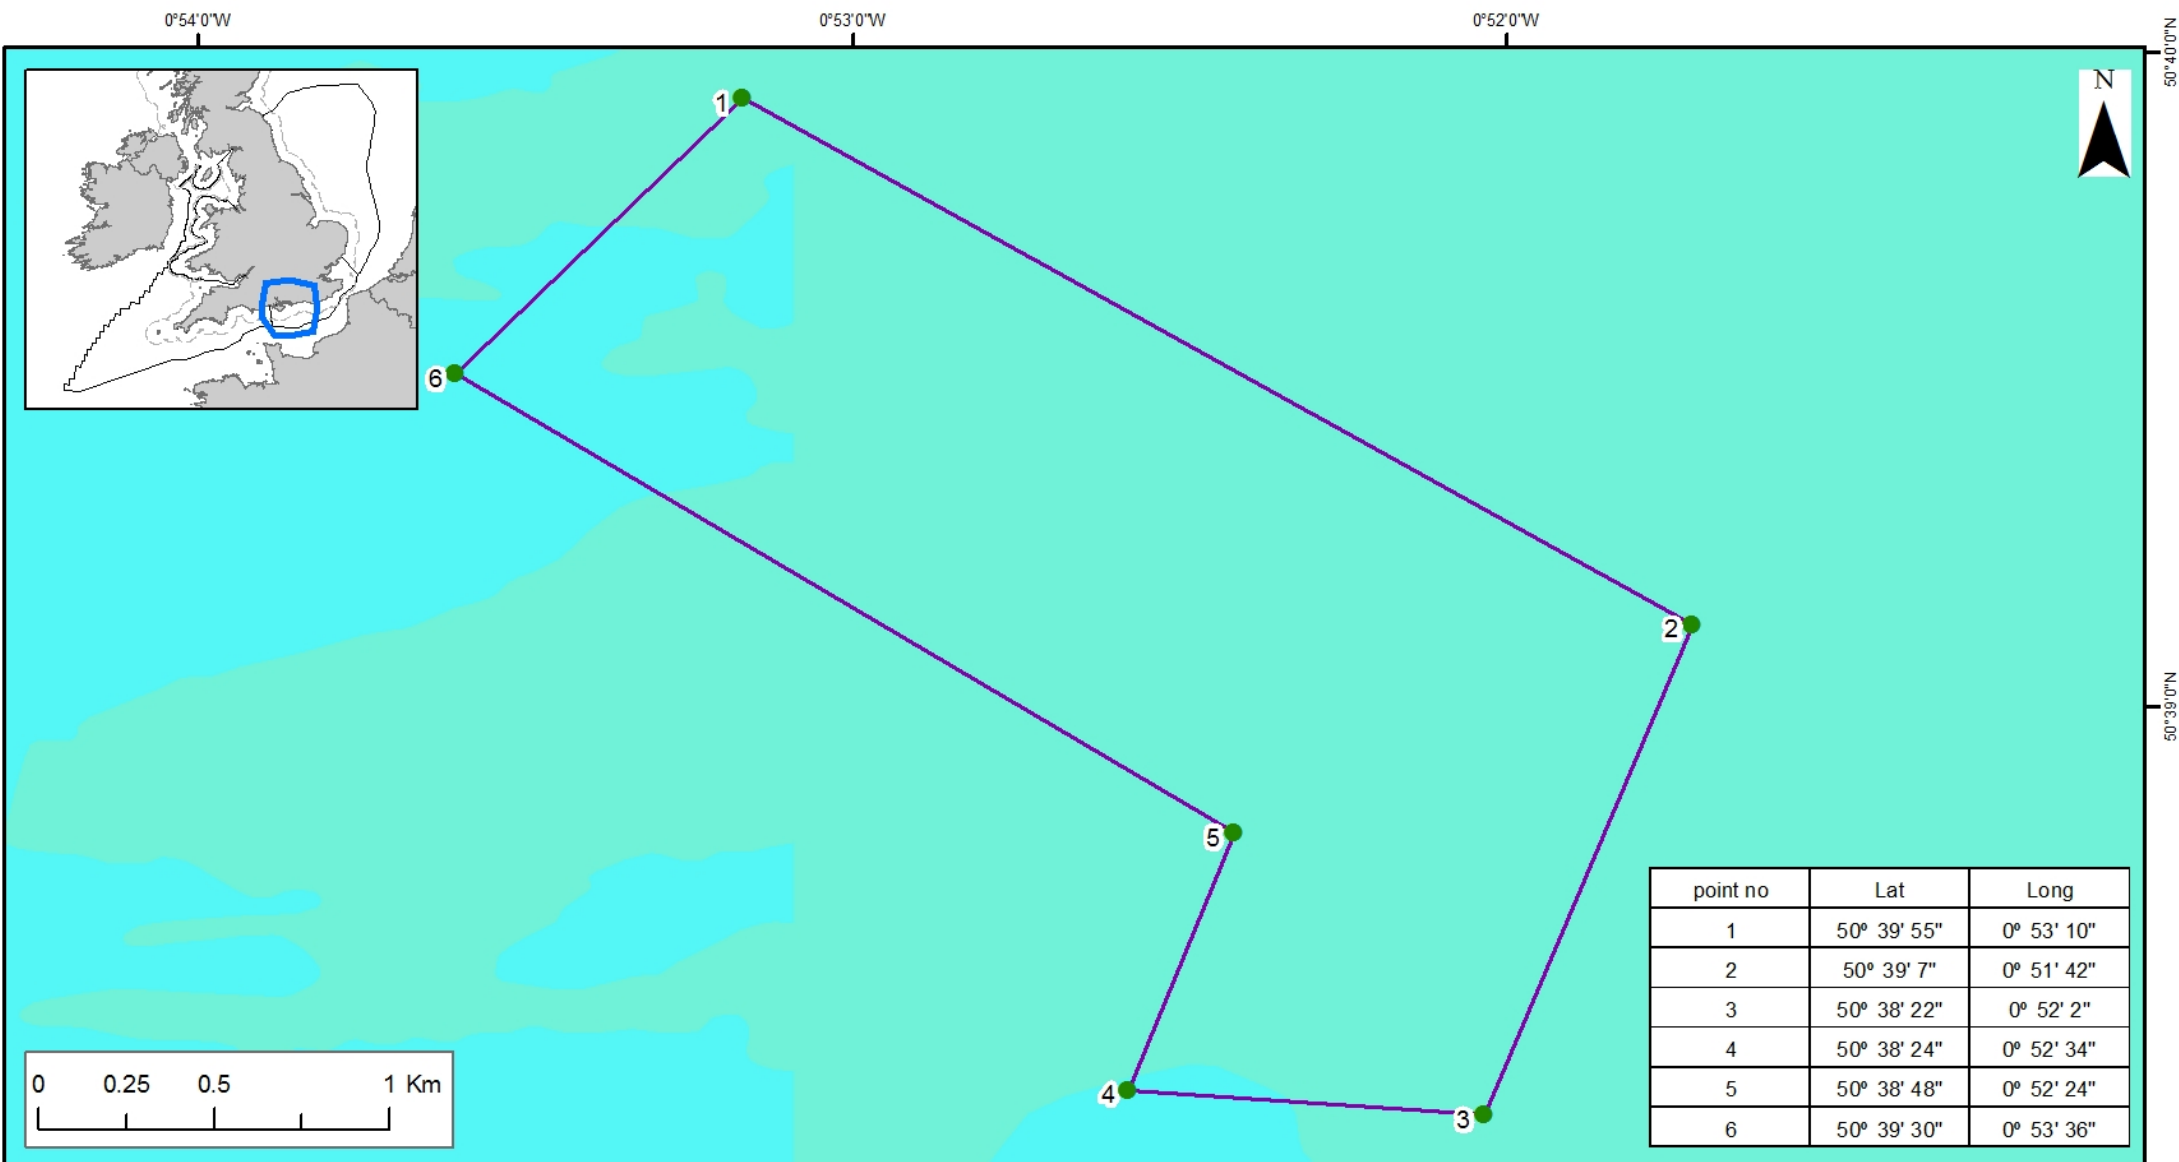 0°54'0"W 0°53'0"W 0°52'0"W
50°40'0"N
N
1
6
2
50°39'0"N
5
4
3
0 0.25 0.5 1 Km
point no Lat Long
1 50º 39' 55" 0º 53' 10"
2 50º 39' 7" 0º 51' 42"
3 50º 38' 22" 0º 52' 2"
4 50º 38' 24" 0º 52' 34"
5 50º 38' 48" 0º 52' 24"
6 50º 39' 30" 0º 53' 36"